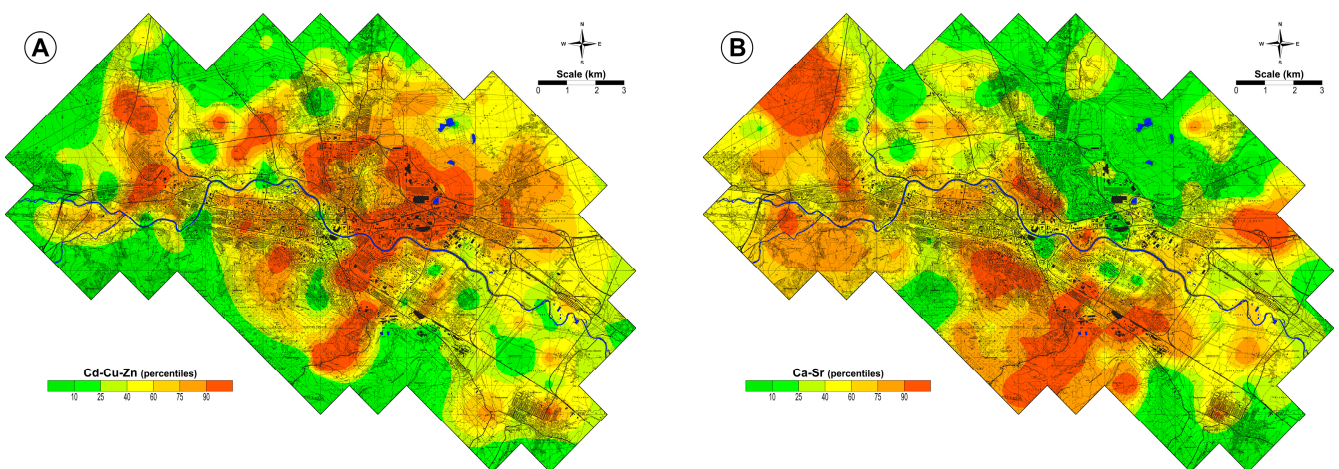 A
N
W E
S
Scale (km)
0 1 2 3
Cd-Cu-Zn (percentiles)
10 25 40 60 75 90
B
N
W E
S
Scale (km)
0 1 2 3
Ca-Sr (percentiles)
10 25 40 60 75 90